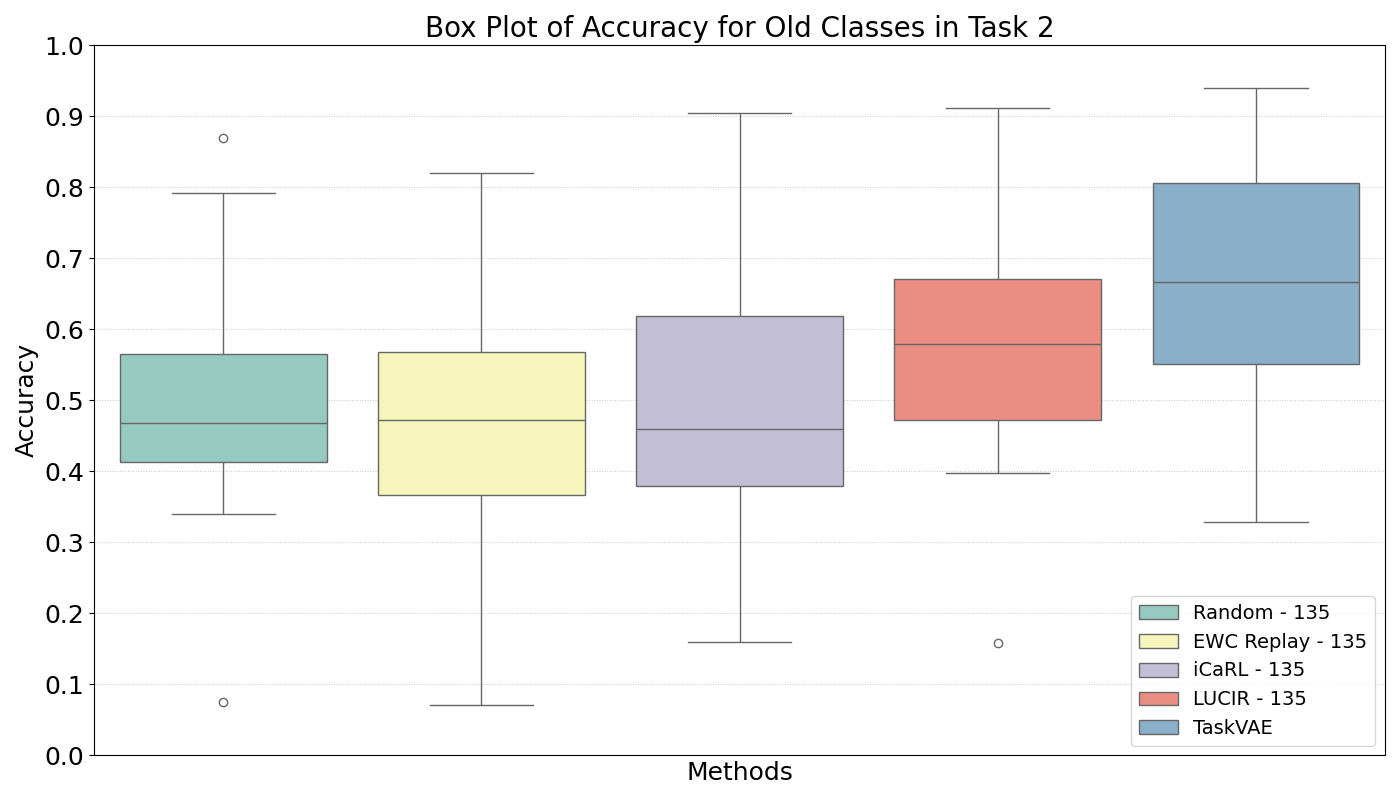 Box Plot of Accuracy for Old Classes in Task 2
1.0
0.9
0.8
0.7
0.6
0.5
0.4
0.3
0.2
0.1
0.0
Accuracy
Methods
Random - 135
EWC Replay - 135
iCaRL - 135
LUCIR - 135
TaskVAE